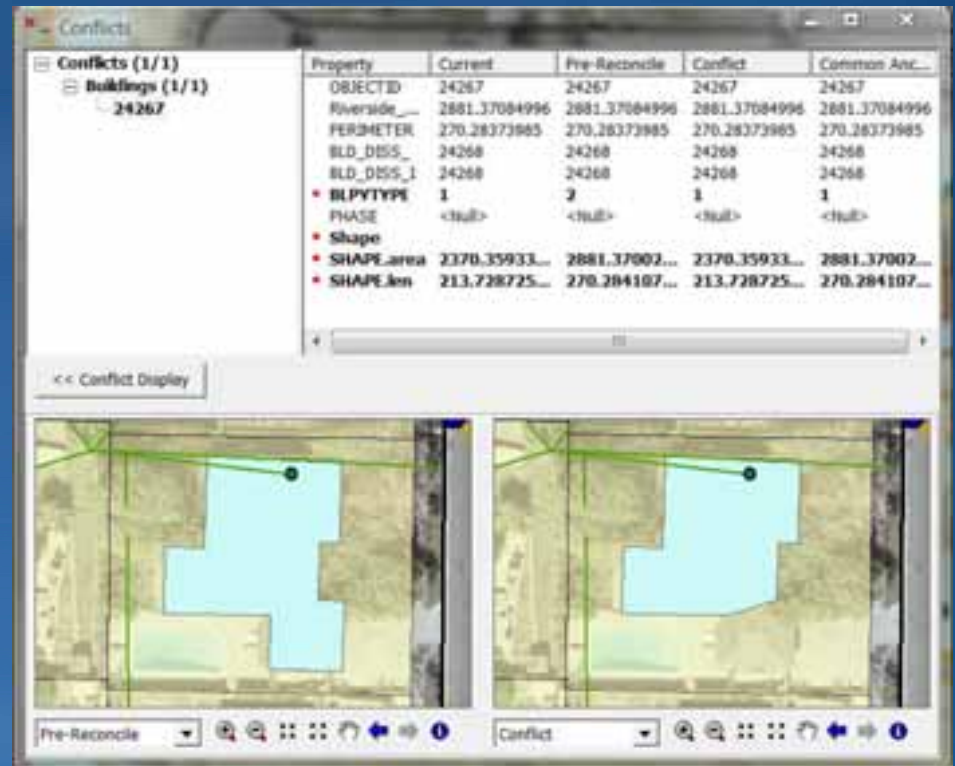 Conflicts
Conflicts (1/1)
Buildings (1/1)
24267
Property Current Pre-Reconcile Conflict Common Anc...
OBJECTID 24267 24267 24267 24267
Riverside_... 2881.37084996 2881.37084996 2881.37084996 2881.37084996
PERIMETER 270.28373985 270.28373985 270.28373985 270.28373985
BLD_DISS_ 24268 24268 24268 24268
BLD_DISS_1 24268 24268 24268 24268
BLPYTYPE 1 2 1 1
PHASE <Null> <Null> <Null> <Null>
Shape
SHAPE.area 2370.35933... 2881.37002... 2370.35933... 2881.37002...
SHAPE.len 213.728725... 270.284107... 213.728725... 270.284107...
<< Conflict Display
Pre-Reconcile Conflict